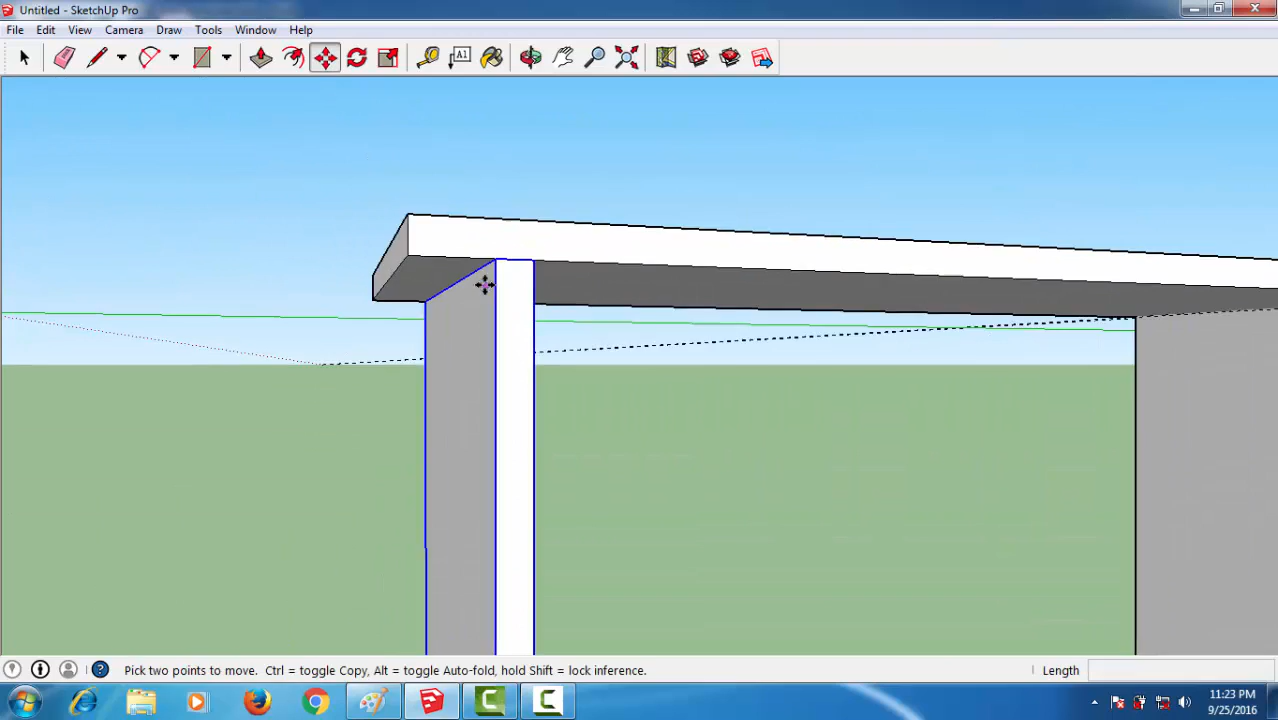 Untitled - SketchUp Pro
File Edit View Camera Draw Tools Window Help
A1
Pick two points to move. Ctrl = toggle Copy, Alt = toggle Auto-fold, hold Shift = lock inference.
Length
11:23 PM
9/25/2016